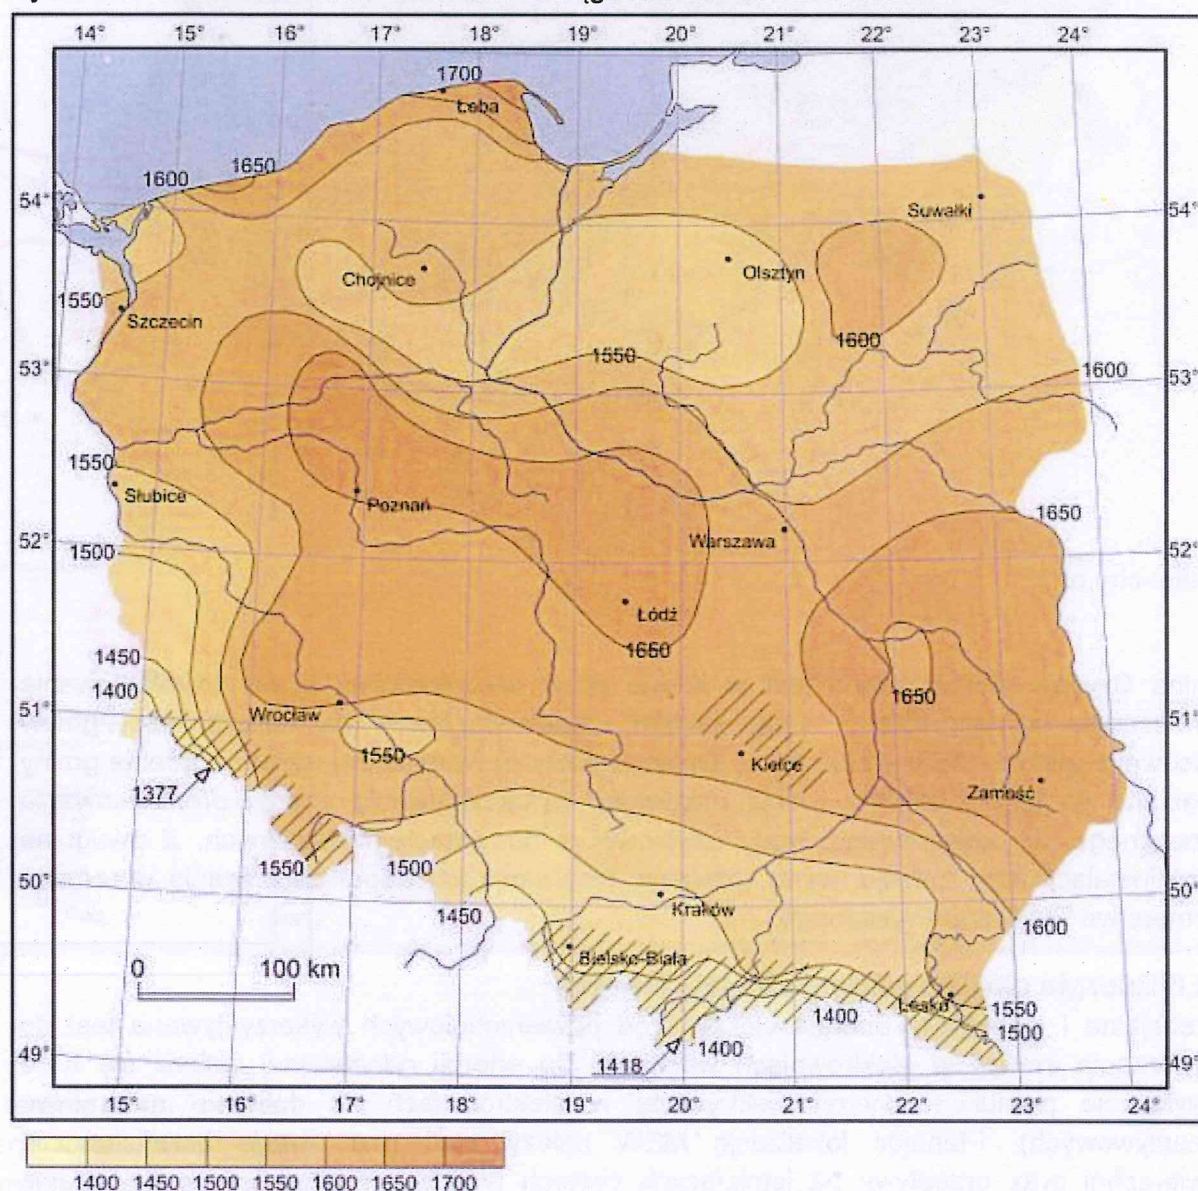 14° 15° 16° 17° 18° 19° 20° 21° 22° 23° 24°
1700
Łeba
1650
1600
54° 54°
Suwałki
Chojnice Olsztyn
1550
Szczecin
1600
1550
53° 53°
1600
1550
Słubice
Poznań
1650
Warszawa
52° 52°
1500
Łódź
1650
1450
1400
1650
51° 51°
Wrocław
1550
Kielce
1377
Zamość
1550 1500
50° 50°
Kraków
1450
1600
Bielsko-Biała
0 100 km
Lesko
1550
1400
1500
1400
49° 49°
1418
15° 16° 17° 18° 19° 20° 21° 22° 23° 24°
1400 1450 1500 1550 1600 1650 1700